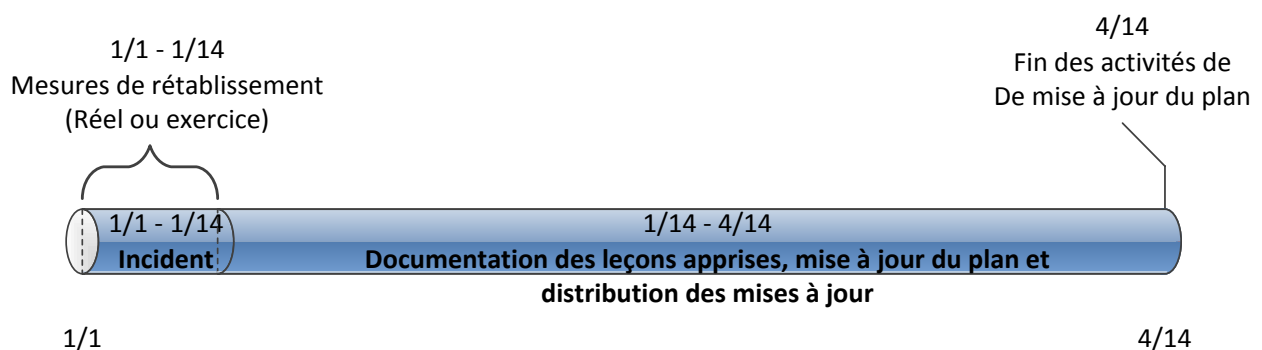 1/1 - 1/14
Mesures de rétablissement
(Réel ou exercice)
4/14
Fin des activités de
De mise à jour du plan
1/1 - 1/14
Incident
1/14 - 4/14
Documentation des leçons apprises, mise à jour du plan et
distribution des mises à jour
1/1
4/14